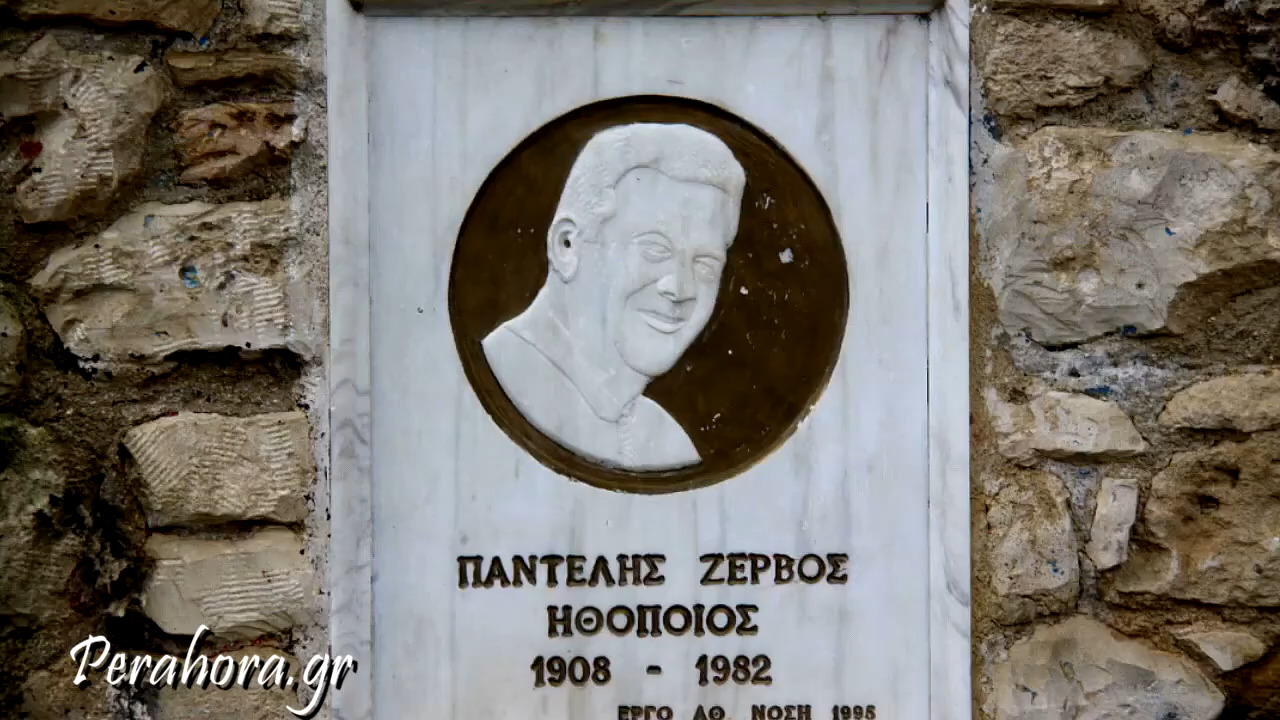 ΠΑΝΤΕΛΗΣ ΖΕΡΒΟΣ
ΗΘΟΠΟΙΟΣ
1908 - 1982
ΕΡΓΟ ΑΘ. ΝΟΣΗ 1995
Perahora.gr